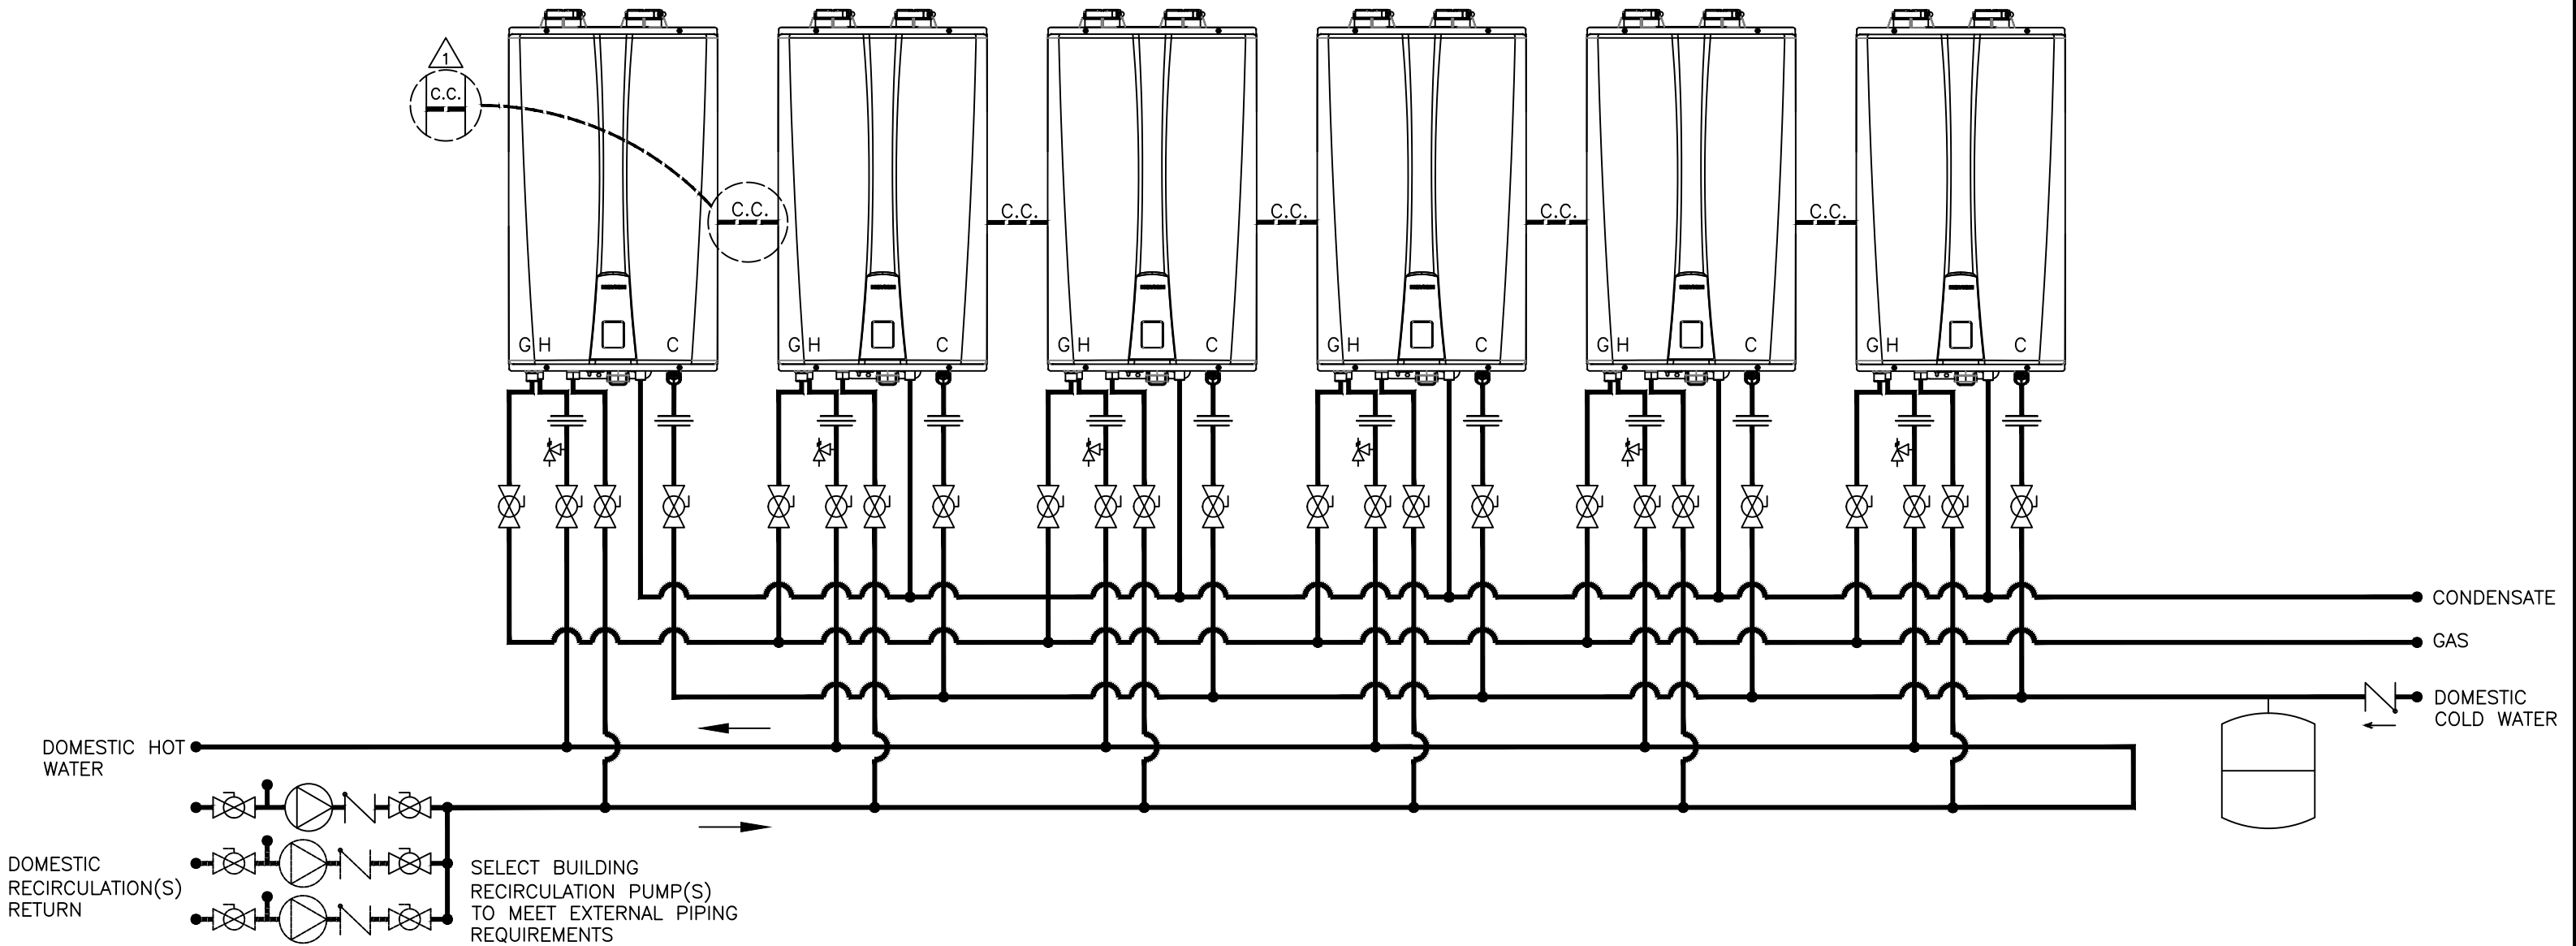 1
C.C.
C.C.
C.C.
C.C.
C.C.
C.C.
G H C
G H C
G H C
G H C
G H C
G H C
CONDENSATE
GAS
DOMESTIC
COLD WATER
DOMESTIC HOT
WATER
DOMESTIC
RECIRCULATION(S)
RETURN
SELECT BUILDING
RECIRCULATION PUMP(S)
TO MEET EXTERNAL PIPING
REQUIREMENTS